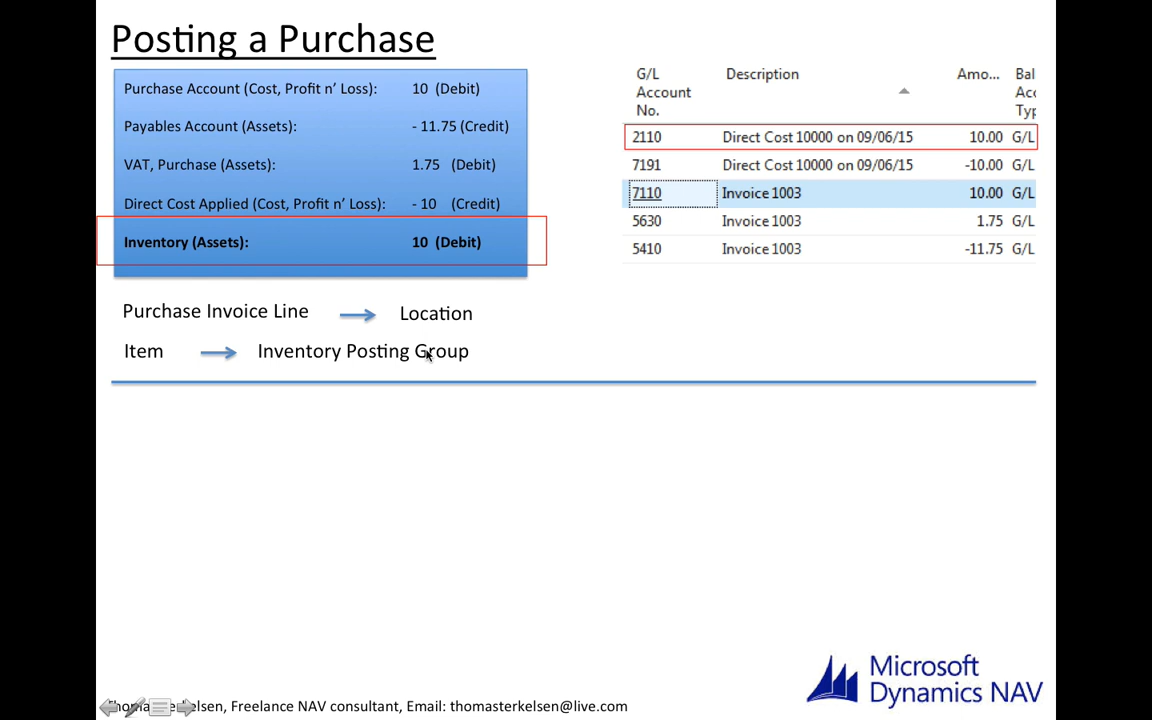 Posting a Purchase
Purchase Account (Cost, Profit n' Loss): 10 (Debit)
Payables Account (Assets): - 11.75 (Credit)
VAT, Purchase (Assets): 1.75 (Debit)
Direct Cost Applied (Cost, Profit n' Loss): - 10 (Credit)
Inventory (Assets): 10 (Debit)
G/L Account No. Description Amo... Bal Acc Typ
2110 Direct Cost 10000 on 09/06/15 10.00 G/L
7191 Direct Cost 10000 on 09/06/15 -10.00 G/L
7110 Invoice 1003 10.00 G/L
5630 Invoice 1003 1.75 G/L
5410 Invoice 1003 -11.75 G/L
Purchase Invoice Line Location
Item Inventory Posting Group
Microsoft
Dynamics NAV
Freelance NAV consultant, Email: thomasterkelsen@live.com